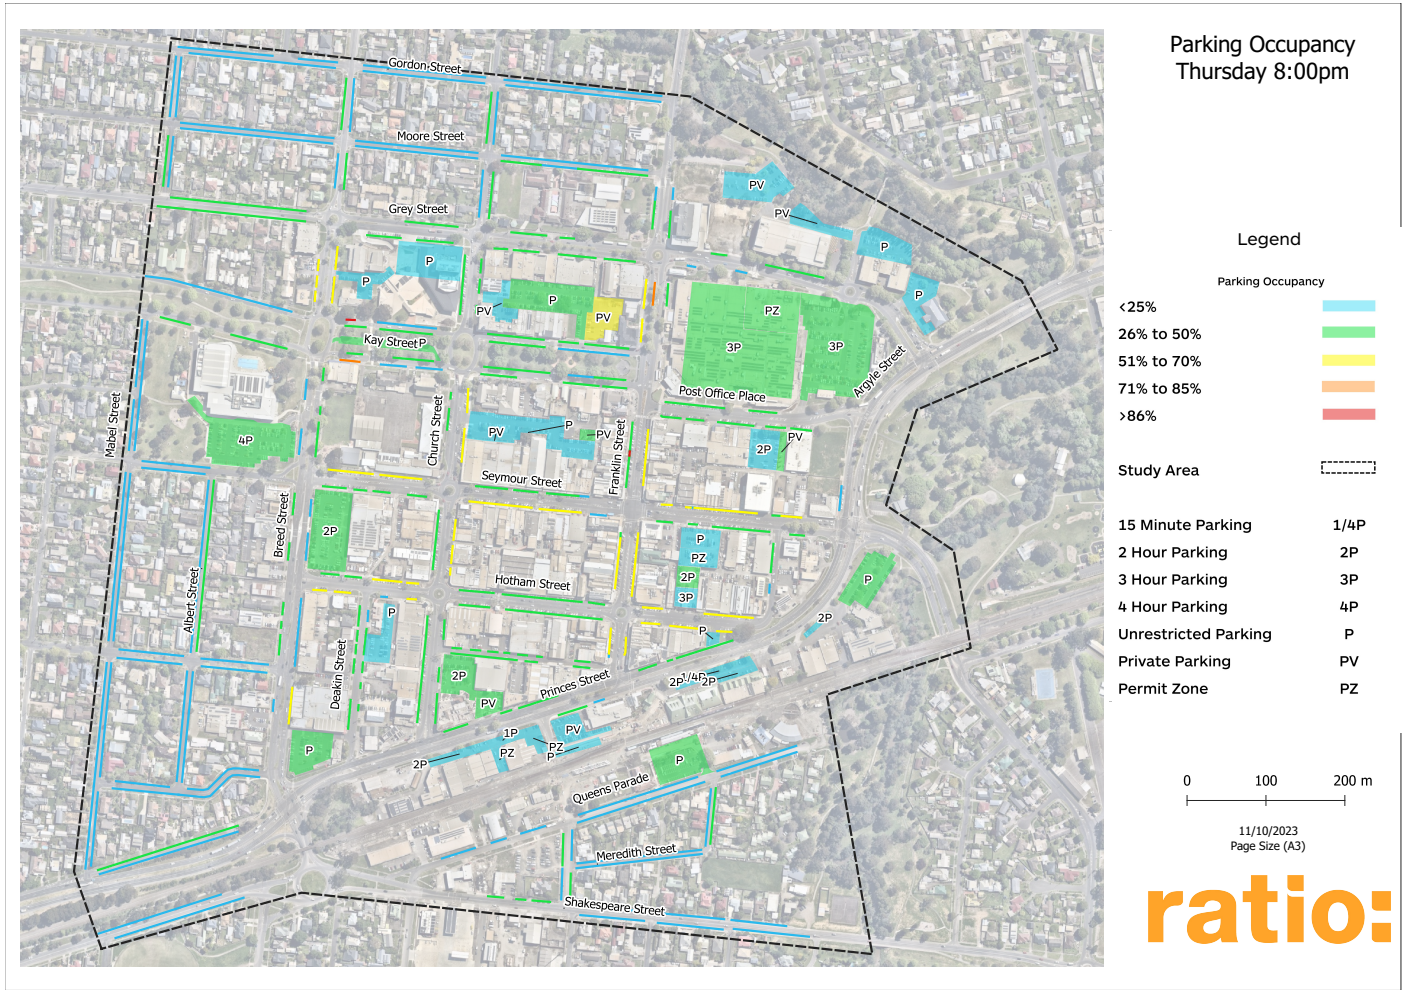 Parking Occupancy
Thursday 8:00pm
Gordon Street
Moore Street
PV
Grey Street
PV
P
P
P
P
P
PV
PV
PZ
Kay Street
P
3P
3P
Argyle Street
Post Office Place
Mabel Street
Church Street
4P
PV
P
PV
Franklin Street
PV
2P
Seymour Street
Breed Street
2P
P
PZ
2P
3P
P
Hotham Street
Albert Street
P
2P
P
Deakin Street
2P
PV
Princes Street
2P
1/4P
2P
1P
PV
PZ
PZ
P
2P
P
Queens Parade
Meredith Street
Shakespeare Street
Legend
Parking Occupancy
<25%
26% to 50%
51% to 70%
71% to 85%
>86%
Study Area
15 Minute Parking 1/4P
2 Hour Parking 2P
3 Hour Parking 3P
4 Hour Parking 4P
Unrestricted Parking P
Private Parking PV
Permit Zone PZ
0 100 200 m
11/10/2023
Page Size (A3)
ratio: